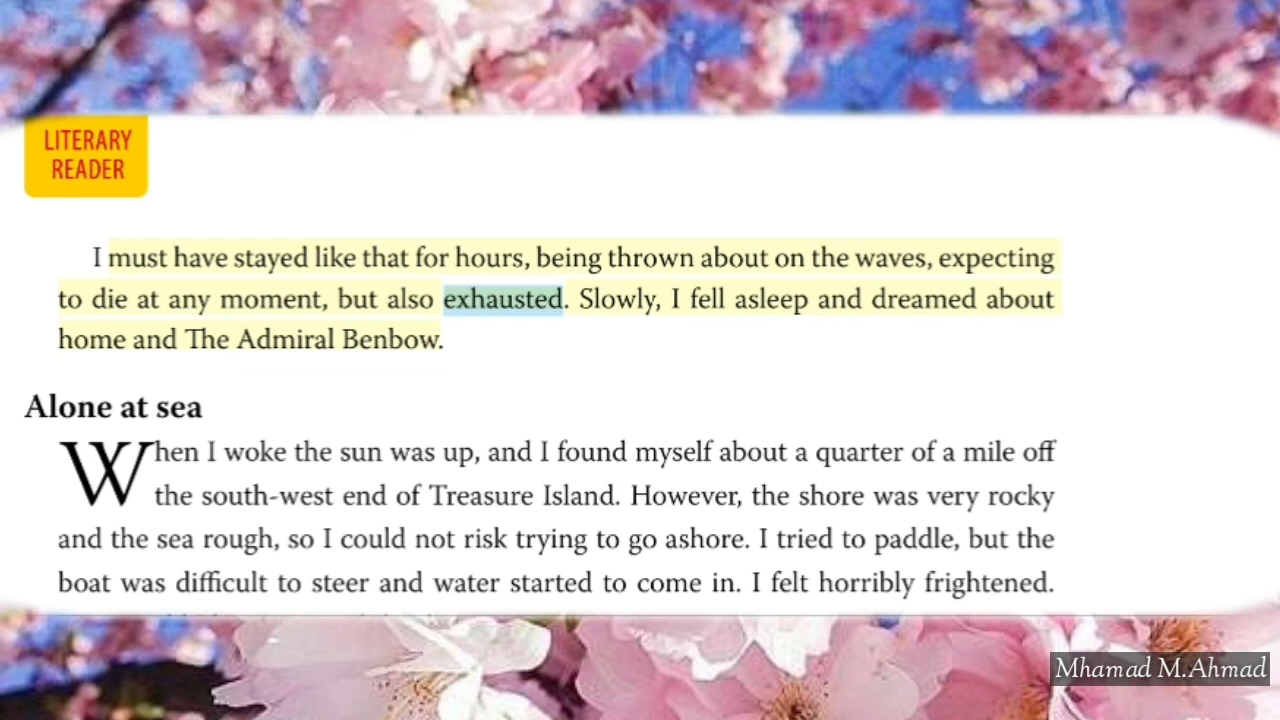 LITERARY
READER
I must have stayed like that for hours, being thrown about on the waves, expecting
to die at any moment, but also exhausted. Slowly, I fell asleep and dreamed about
home and The Admiral Benbow.
Alone at sea
When I woke the sun was up, and I found myself about a quarter of a mile off
the south-west end of Treasure Island. However, the shore was very rocky
and the sea rough, so I could not risk trying to go ashore. I tried to paddle, but the
boat was difficult to steer and water started to come in. I felt horribly frightened.
Mhamad M.Ahmad